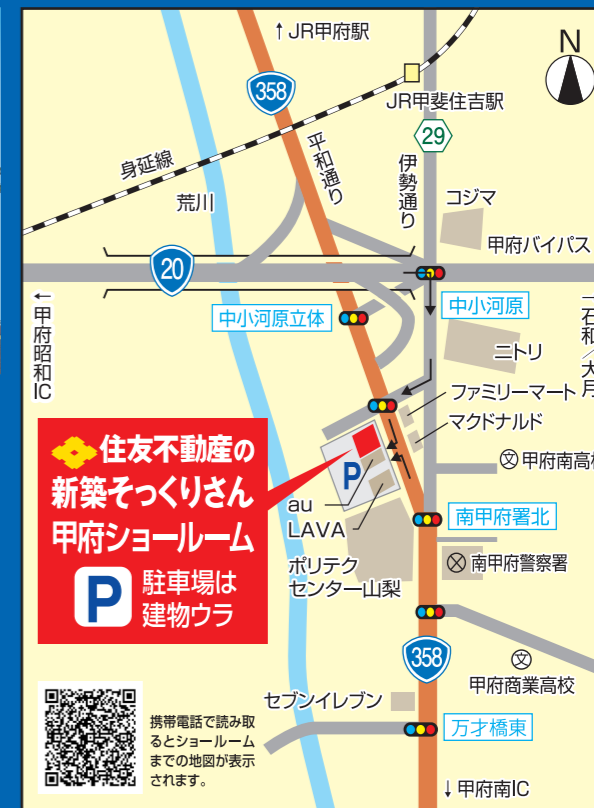 ↑JR甲府駅
N
358
JR甲斐住吉駅
29
平和通り
伊勢通り
身延線
荒川
コジマ
甲府バイパス
20
←甲府昭和IC
中小河原立体
中小河原
石和/大月
ニトリ
ファミリーマート
マクドナルド
住友不動産の
新築そっくりさん
甲府ショールーム
P 駐車場は
建物ウラ
P
au
LAVA
甲府南高校
南甲府署北
ポリテク
センター山梨
南甲府警察署
文
358
文
甲府商業高校
セブンイレブン
万才橋東
携帯電話で読み取
るとショールーム
までの地図が表示
されます。
↓甲府南IC